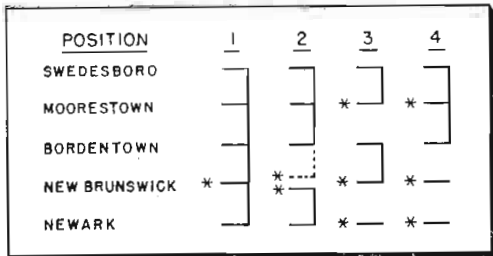 POSITION 1 2 3 4
SWEDESBORO
MOORESTOWN * *
BORDENTOWN
NEW BRUNSWICK * * * *
*
NEWARK * *